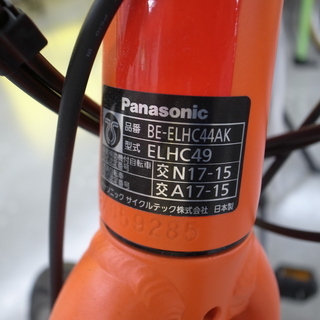 Panasonic
品番 BE-ELHC44AK
型式 ELHC49
交N17-15
交A17-15
サイクルテック株式会社 日本製
59285